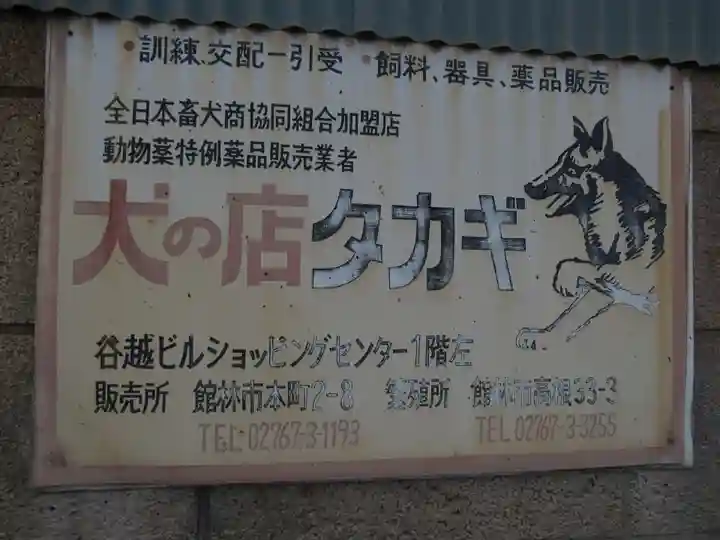 訓練、交配一引受 飼料、器具、薬品販売
全日本畜犬商協同組合加盟店
動物薬特例薬品販売業者
犬の店タカギ
谷越ビルショッピングセンター1階左
販売所 館林市本町2-8 繁殖所 館林市高根33-3
TEL 02767-3-1193 TEL 02767-3-3255